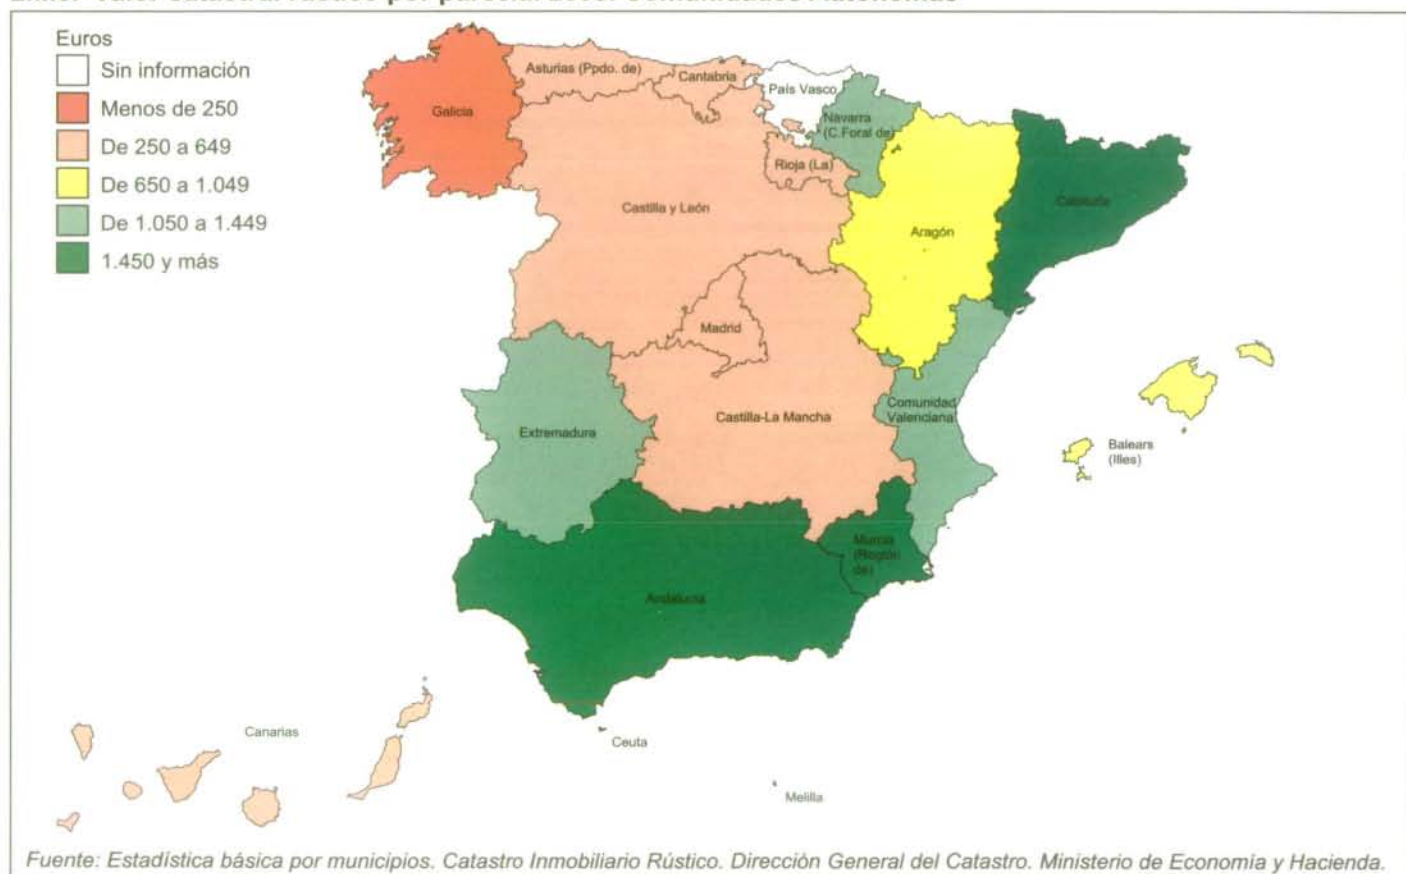 Euros
Sin información
Menos de 250
De 250 a 649
De 650 a 1.049
De 1.050 a 1.449
1.450 y más
Galicia
Asturias (Ppdo. de)
Cantabria
País Vasco
Navarra
(C.Foral de)
Rioja (La)
Castilla y León
Aragón
Cataluña
Madrid
Castilla-La Mancha
Comunidad
Valenciana
Extremadura
Balears
(Illes)
Murcia
(Región
de)
Andalucía
Canarias
Ceuta
Melilla
Fuente: Estadística básica por municipios. Catastro Inmobiliario Rústico. Dirección General del Catastro. Ministerio de Economía y Hacienda.